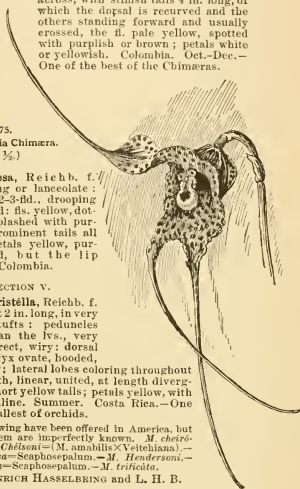 across, with stiffish tails 4 in. long, of
which the dorsal is recurved and the
others standing forward and usually
crossed, the fl. pale yellow, spotted
with purplish or brown; petals white
or yellowish. Colombia. Oct.-Dec.—
One of the best of the Chimæras.
75.
ia Chimæra.
½.)
sa, Reichb. f.
ng or lanceolate:
2-3-fld., drooping
d: fls. yellow, dot-
plashed with pur-
rominent tails all
etals yellow, pur-
d, but the lip
Colombia.
ECTION V.
ristélla, Reichb. f.
t 2 in. long, in very
tufts: peduncles
an the lvs., very
rect, wiry: dorsal
yx ovate, hooded,
; lateral lobes coloring throughout
th, linear, united, at length diverg-
ort yellow tails; petals yellow, with
line. Summer. Costa Rica.—One
allest of orchids.
wing have been offered in America, but
em are imperfectly known. M. cheiró-
Chélsoni=(M. amabilis×Veitchiana).—
a=Scaphosepalum.—M. Hendersoni.—
a=Scaphosepalum.—M. trificàta.
NRICH HASSELBRING and L. H. B.